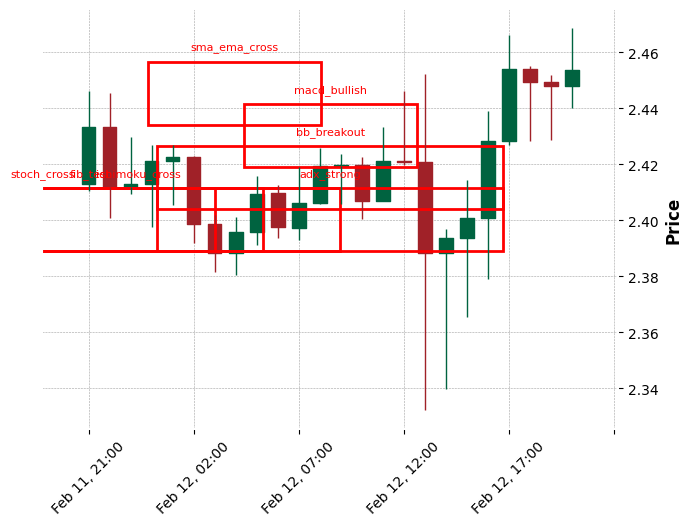 sma_ema_cross
macd_bullish
bb_breakout
stoch_cross
adx_strong
2.46
2.44
2.42
2.40
2.38
2.36
2.34
Price
Feb 11, 21:00
Feb 12, 02:00
Feb 12, 07:00
Feb 12, 12:00
Feb 12, 17:00